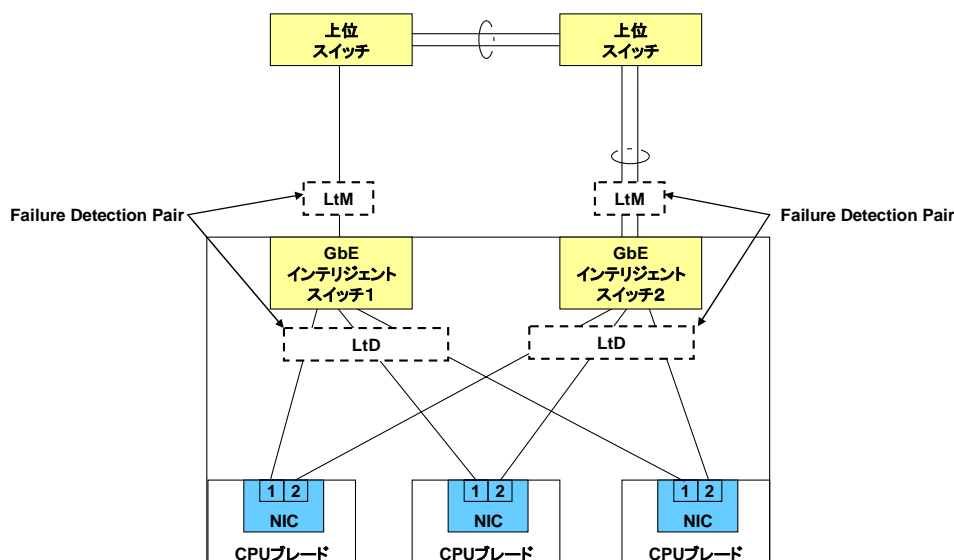 上位
スイッチ
上位
スイッチ
LtM
LtM
Failure Detection Pair
Failure Detection Pair
GbE
インテリジェント
スイッチ1
GbE
インテリジェント
スイッチ2
LtD
LtD
1 2
NIC
CPUブレード
1 2
NIC
CPUブレード
1 2
NIC
CPUブレード